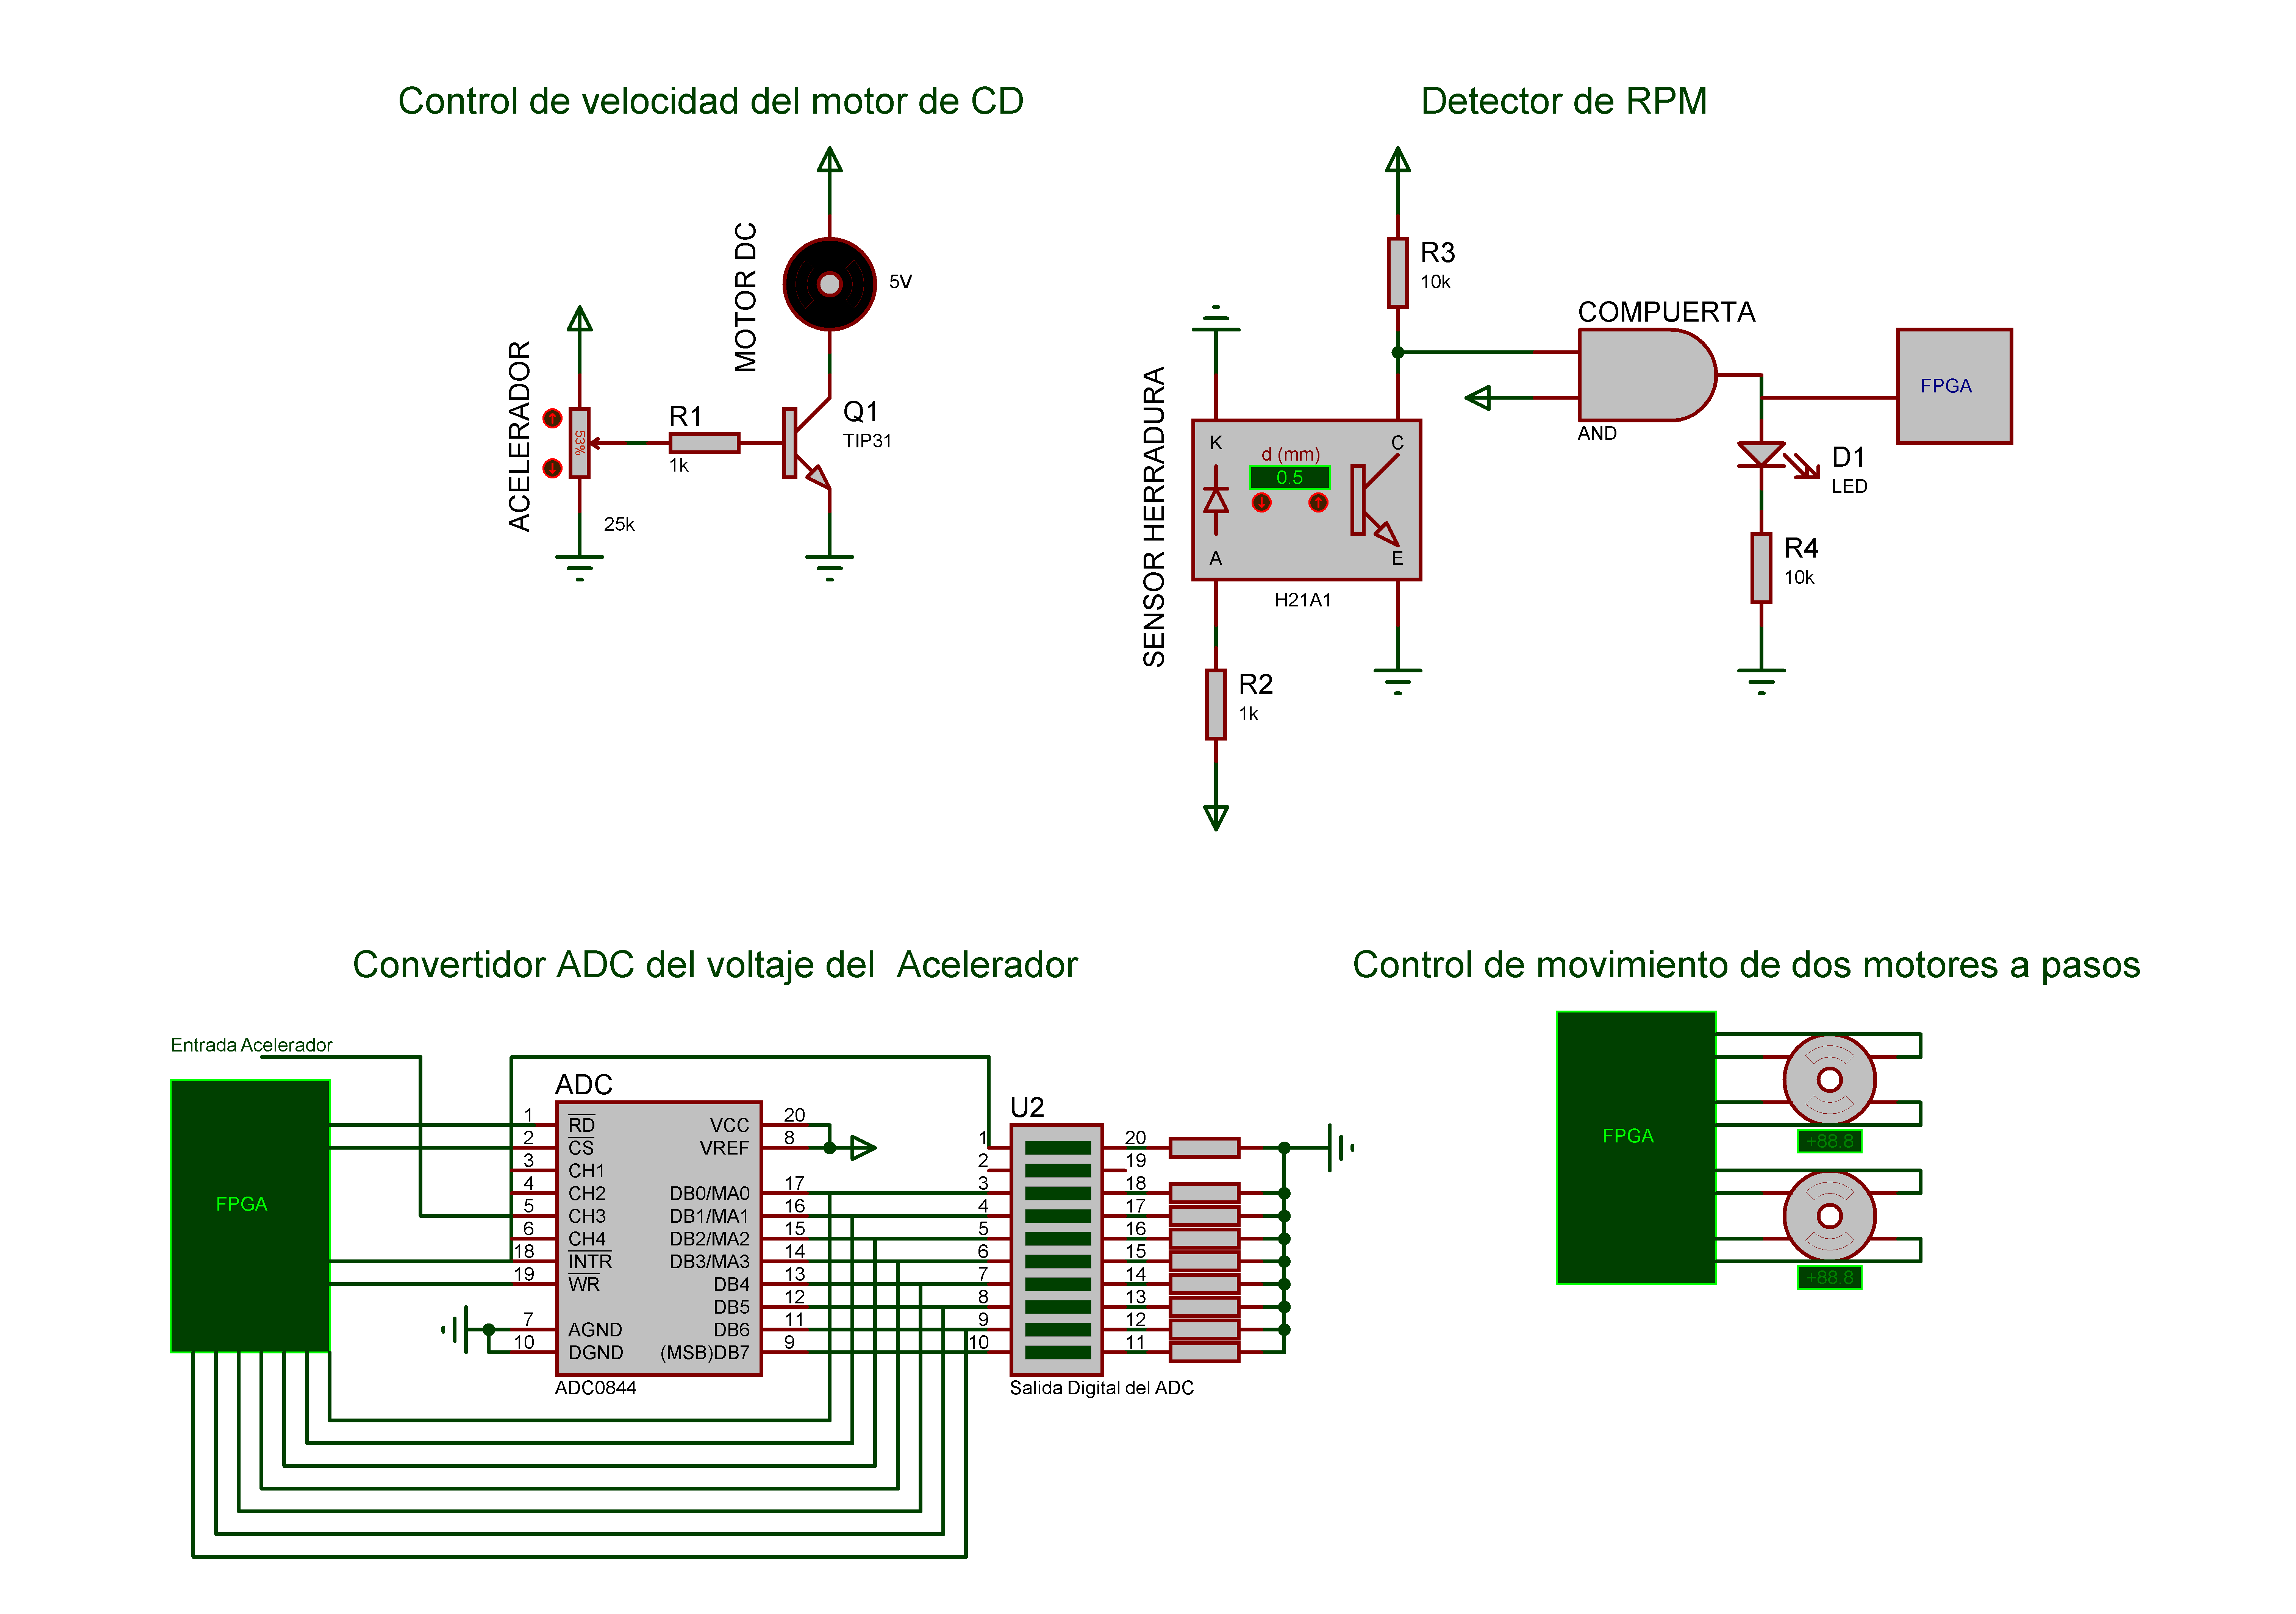 Control de velocidad del motor de CD
MOTOR DC
5V
ACELERADOR
53%
25k
R1
1k
Q1
TIP31
Detector de RPM
R3
10k
COMPUERTA
AND
FPGA
SENSOR HERRADURA
K
A
d (mm)
0.5
C
E
H21A1
R2
1k
D1
LED
R4
10k
Convertidor ADC del voltaje del  Acelerador
Entrada Acelerador
FPGA
ADC
1 RD
2 CS
3 CH1
4 CH2
5 CH3
6 CH4
18 INTR
19 WR
7 AGND
10 DGND
VCC 20
VREF 8
DB0/MA0 17
DB1/MA1 16
DB2/MA2 15
DB3/MA3 14
DB4 13
DB5 12
DB6 11
(MSB)DB7 9
ADC0844
U2
1 20
2 19
3 18
4 17
5 16
6 15
7 14
8 13
9 12
10 11
Salida Digital del ADC
Control de movimiento de dos motores a pasos
FPGA
+88.8
+88.8